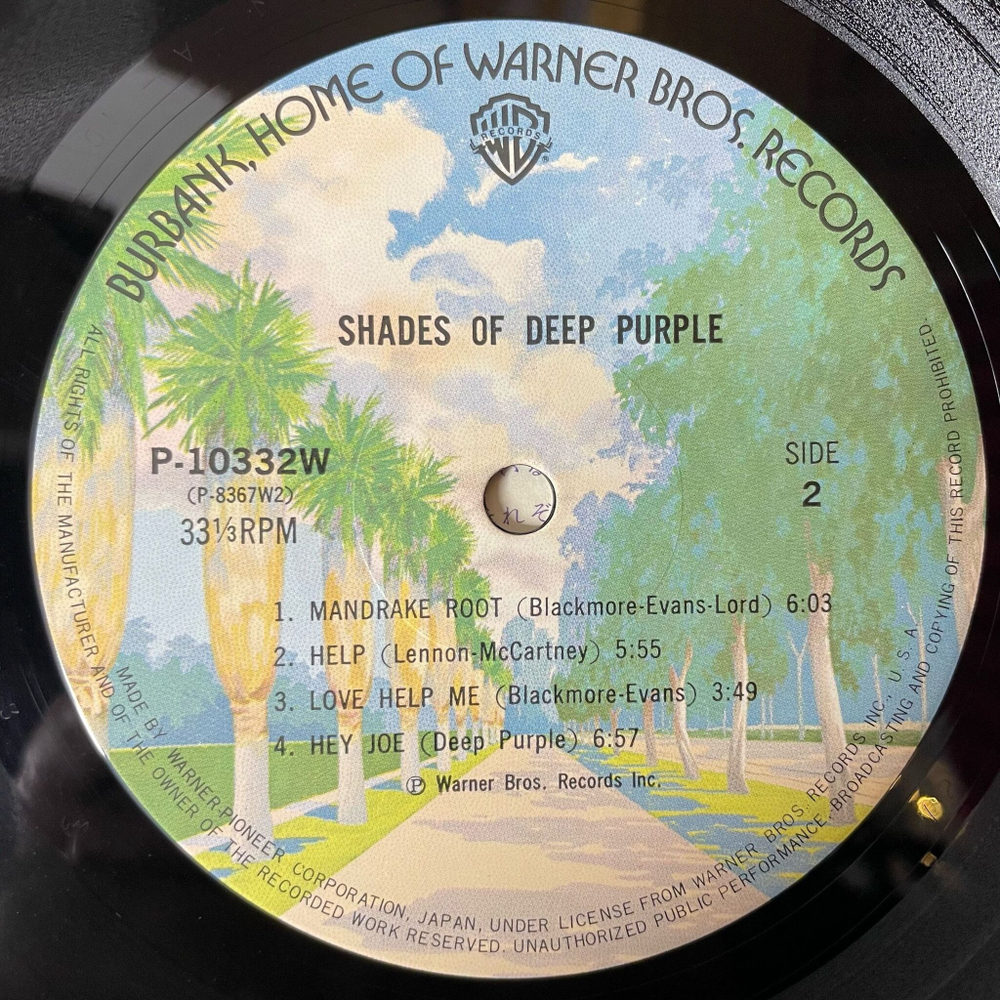 BURBANK, HOME OF WARNER BROS. RECORDS
RECORDS
SHADES OF DEEP PURPLE
P-10332W
(P-8367W2)
33⅓RPM
SIDE
2
1. MANDRAKE ROOT (Blackmore-Evans-Lord) 6:03
2. HELP (Lennon-McCartney) 5:55
3. LOVE HELP ME (Blackmore-Evans) 3:49
4. HEY JOE (Deep Purple) 6:57
Ⓟ Warner Bros. Records Inc.
MADE BY WARNER-PIONEER CORPORATION, JAPAN, UNDER LICENSE FROM WARNER BROS. RECORDS INC., U. S. A
ALL RIGHTS OF THE MANUFACTURER AND OF THE OWNER OF THE RECORDED WORK RESERVED. UNAUTHORIZED PUBLIC PERFORMANCE, BROADCASTING AND COPYING OF THIS RECORD PROHIBITED.